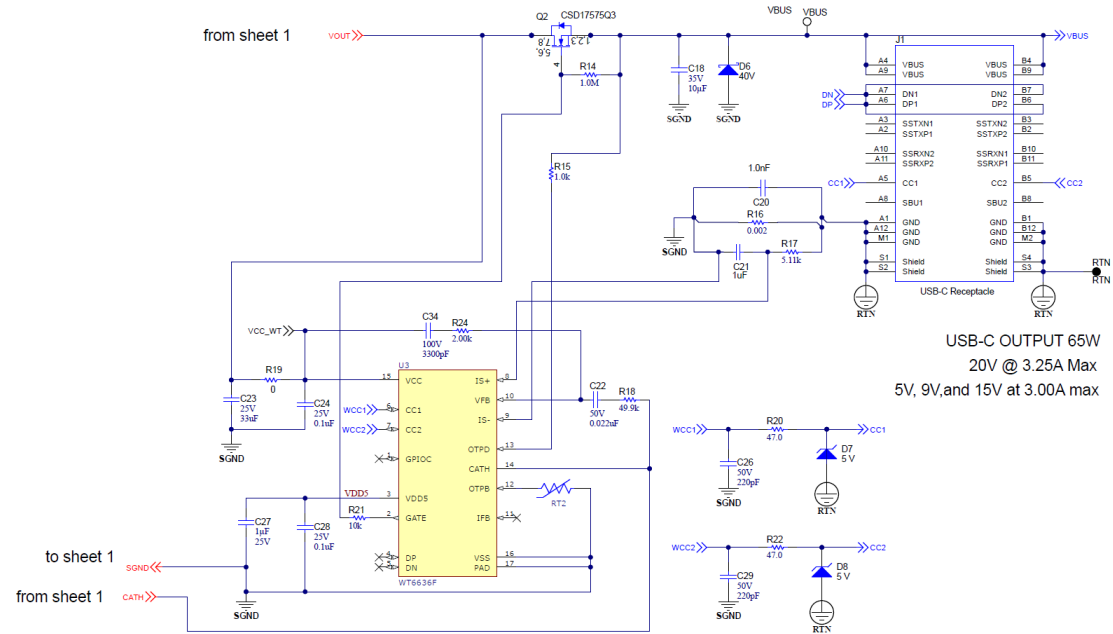 from sheet 1
VOUT
Q2
CSD17575Q3
5,6,
7,8
1,2,3
4
R14
1.0M
C18
35V
10µF
SGND
D6
40V
SGND
VBUS
VBUS
VBUS
J1
A4
A9
VBUS
VBUS
VBUS
VBUS
B4
B9
DN
DP
A7
A6
DN1
DP1
DN2
DP2
B7
B6
A3
A2
SSTXN1
SSTXP1
SSTXN2
SSTXP2
B3
B2
A10
A11
SSRXN2
SSRXP2
SSRXN1
SSRXP1
B10
B11
CC1
A5
CC1
CC2
B5
CC2
A8
SBU1
SBU2
B8
A1
A12
M1
GND
GND
GND
GND
GND
GND
B1
B12
M2
S1
S2
Shield
Shield
Shield
Shield
S4
S3
USB-C Receptacle
RTN
RTN
RTN
RTN
R15
1.0k
1.0nF
C20
R16
0.002
SGND
C21
1uF
R17
5.11k
USB-C OUTPUT 65W
20V @ 3.25A Max
5V, 9V,and 15V at 3.00A max
VCC_WT
C34
100V
3300pF
R24
2.00k
R19
0
C23
25V
33uF
SGND
C24
25V
0.1uF
U3
15
VCC
IS+
8
VFB
10
WCC1
6
CC1
IS-
9
WCC2
7
CC2
OTPD
13
1
GPIOC
CATH
14
OTPB
12
VDD5
3
VDD5
IFB
11
2
GATE
4
DP
VSS
16
5
DN
PAD
17
WT6636F
C22
50V
0.022uF
R18
49.9k
RT2
R21
10k
C27
1µF
25V
C28
25V
0.1uF
SGND
to sheet 1
SGND
from sheet 1
CATH
WCC1
R20
47.0
CC1
C26
50V
220pF
SGND
D7
5 V
RTN
WCC2
R22
47.0
CC2
C29
50V
220pF
SGND
D8
5 V
RTN